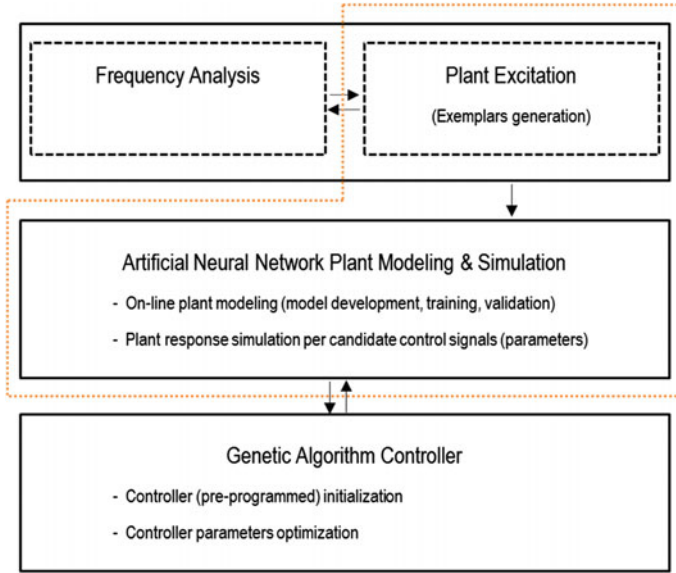 Frequency Analysis
Plant Excitation
(Exemplars generation)
Artificial Neural Network Plant Modeling & Simulation
- On-line plant modeling (model development, training, validation)
- Plant response simulation per candidate control signals (parameters)
Genetic Algorithm Controller
- Controller (pre-programmed) initialization
- Controller parameters optimization